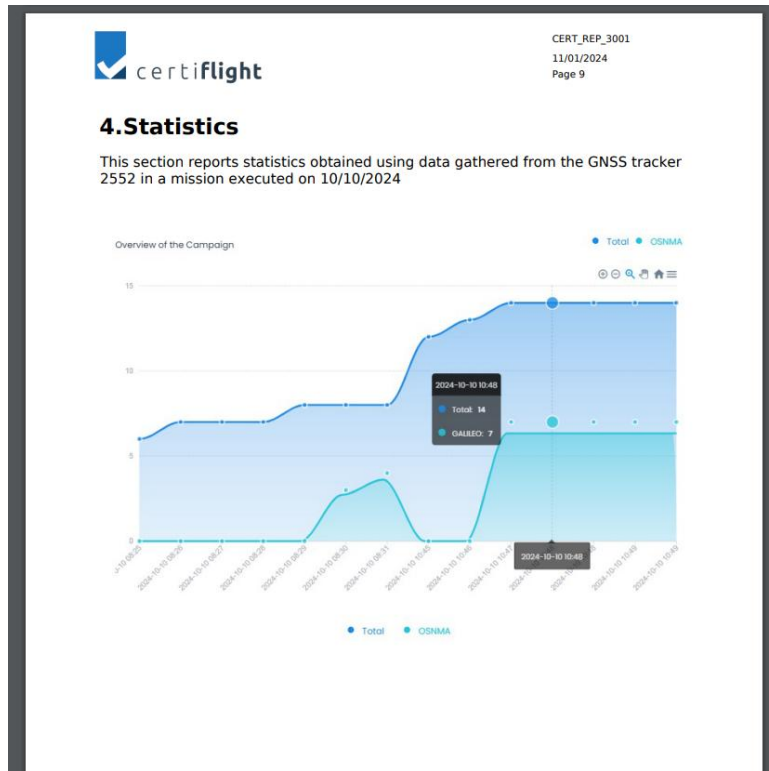 certiflight
CERT_REP_3001
11/01/2024
Page 9
4.Statistics
This section reports statistics obtained using data gathered from the GNSS tracker
2552 in a mission executed on 10/10/2024
Overview of the Campaign
Total OSNMA
15
10
5
0
2024-10-10 10:48
Total: 14
GALILEO: 7
-10 08:25
2024-10-10 08:26
2024-10-10 08:27
2024-10-10 08:28
2024-10-10 08:29
2024-10-10 08:30
2024-10-10 08:31
2024-10-10 10:45
2024-10-10 10:46
2024-10-10 10:47
2024-10-10 10:48
2024-10-10 10:49
2024-10-10 10:49
Total OSNMA